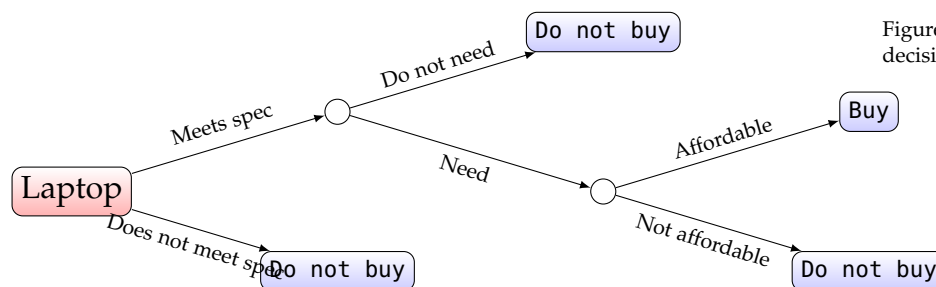 Do not buy
Figure
decisi
Do not need
Meets spec
Buy
Affordable
Need
Laptop
Does not meet spec
Not affordable
Do not buy
Do not buy